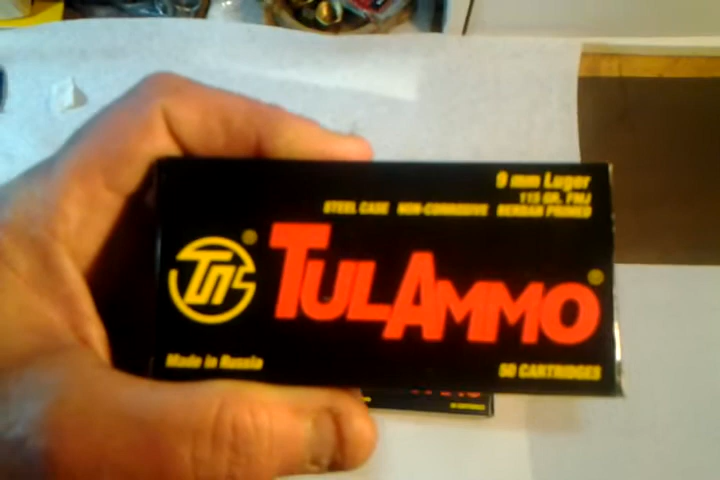 9 mm Luger
115 GR. FMJ
STEEL CASE NON-CORROSIVE BERDAN PRIMED
TULAMMO
Made in Russia
50 CARTRIDGES